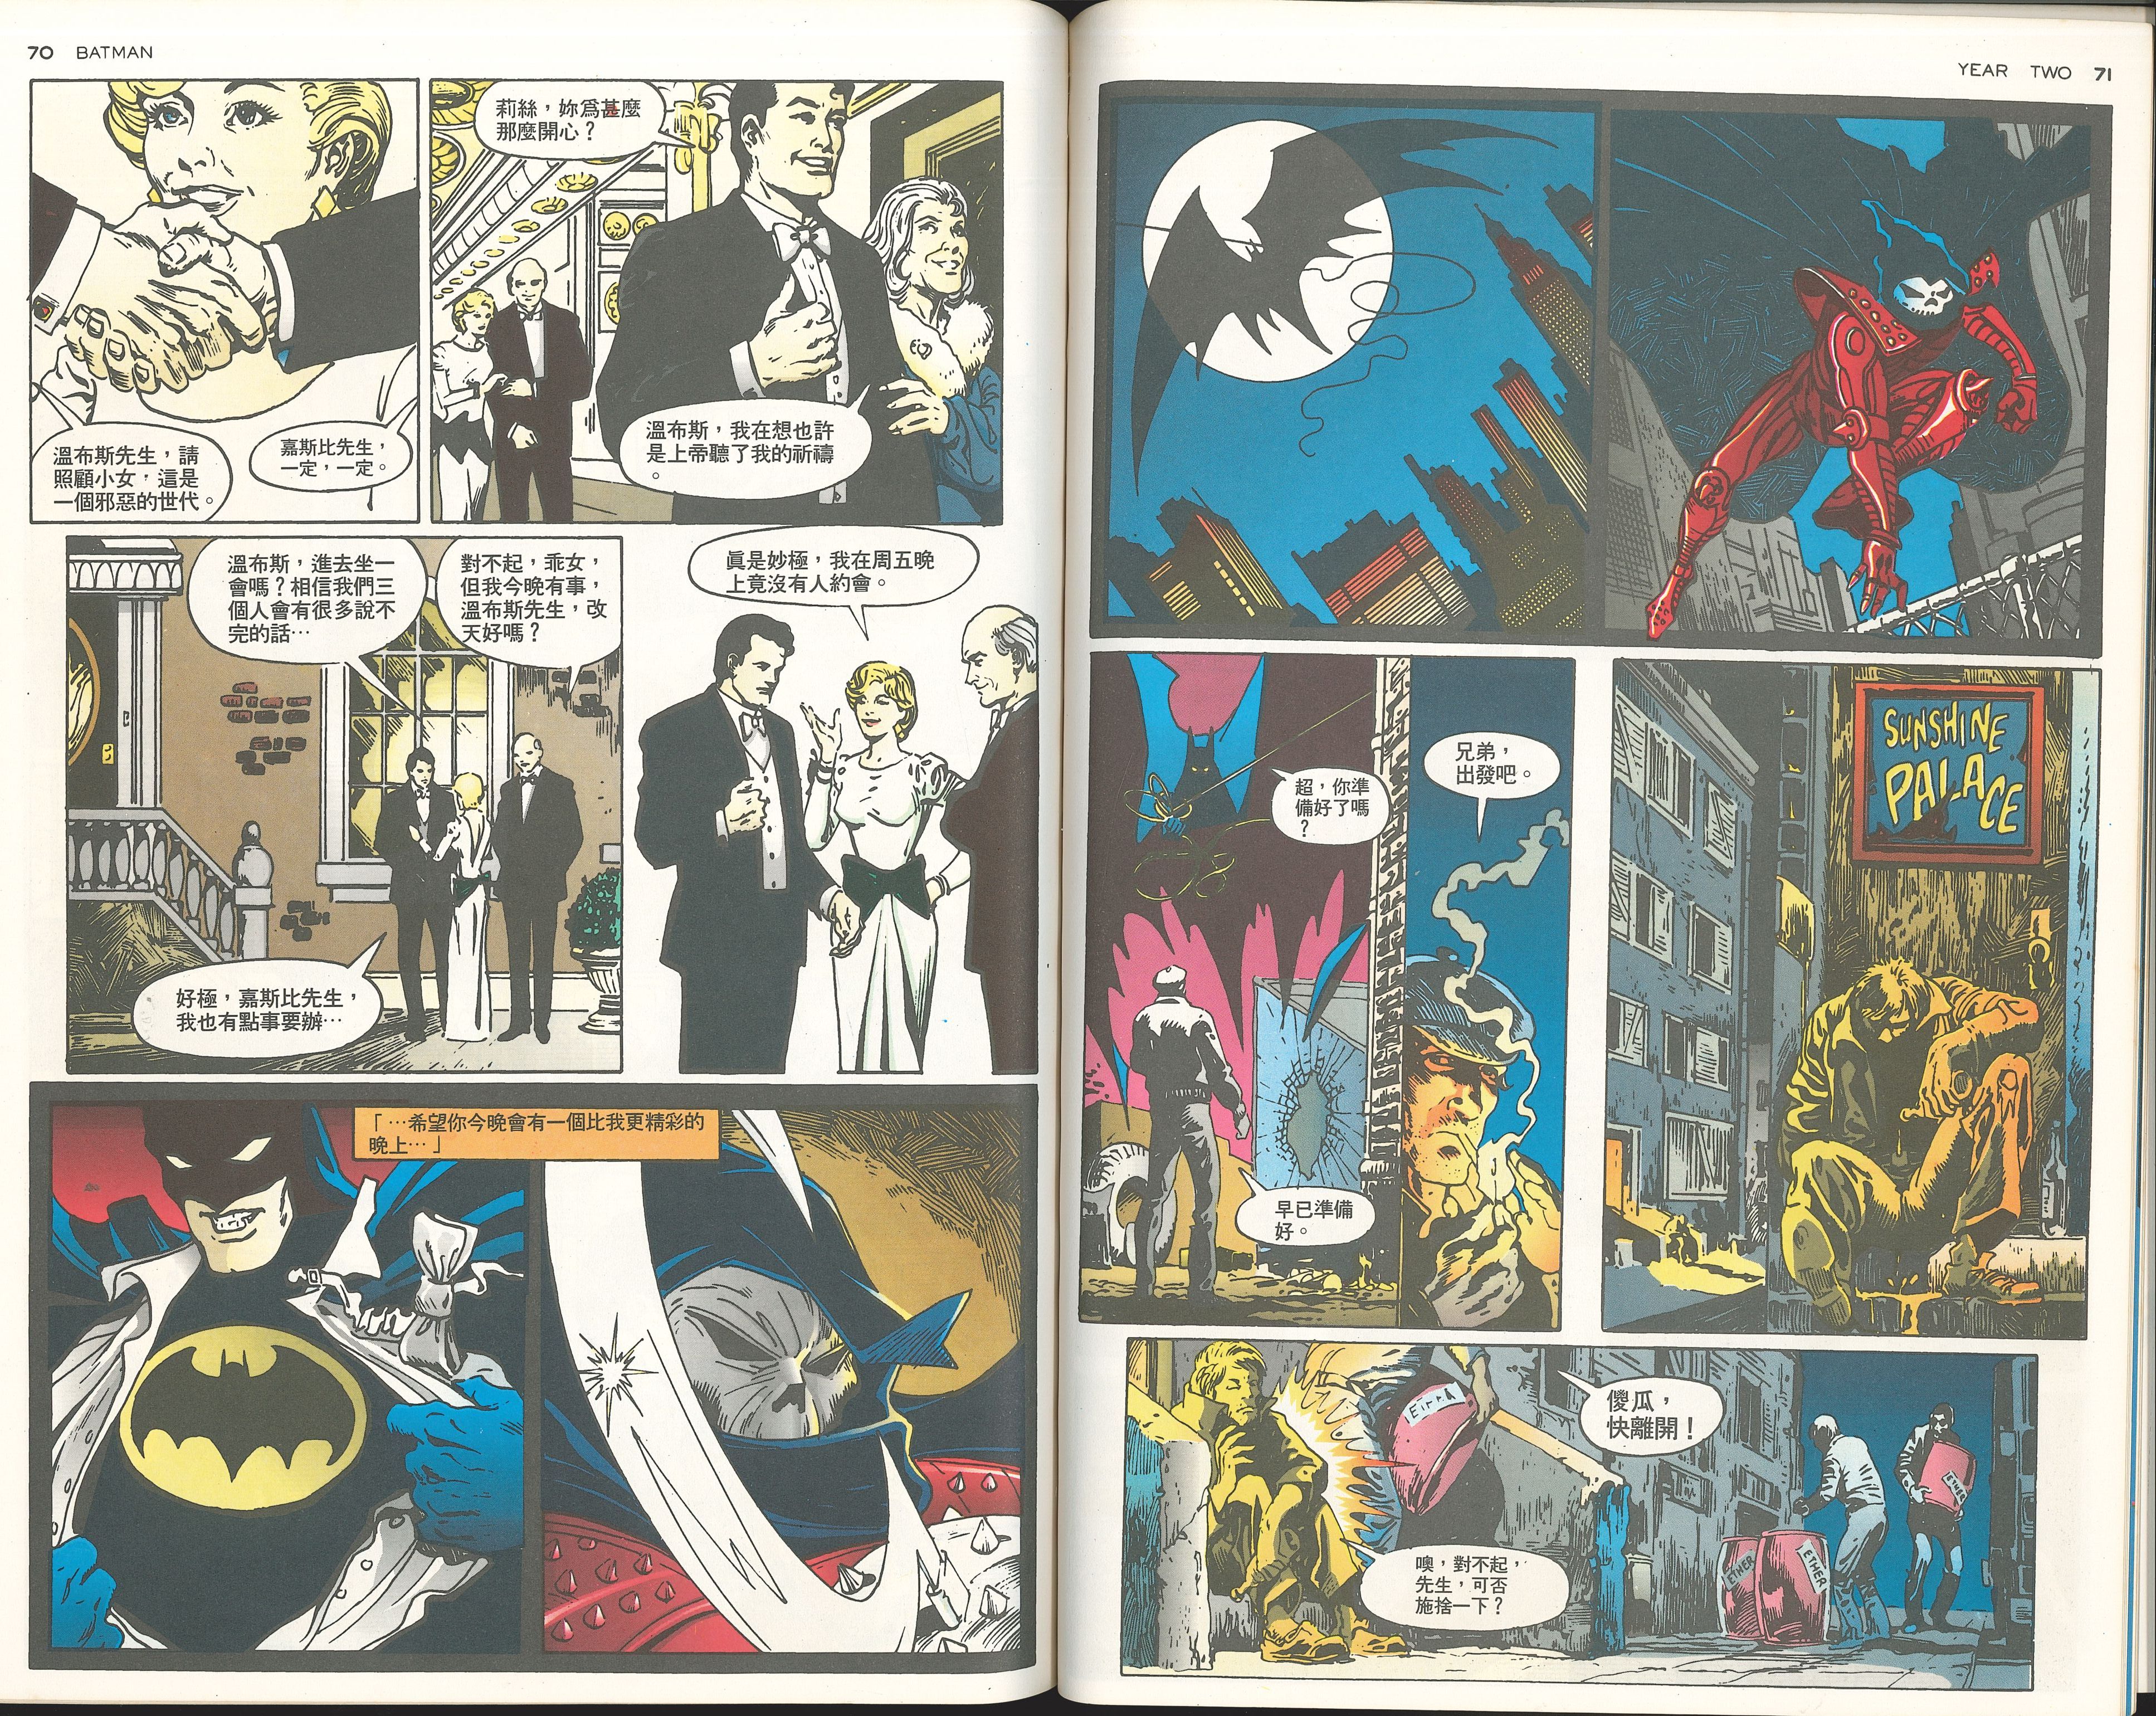 70 BATMAN
溫布斯先生，請
照顧小女，這是
一個邪惡的世代。
嘉斯比先生，
一定，一定。
莉絲，妳爲甚麼
那麼開心？
溫布斯，我在想也許
是上帝聽了我的祈禱
。
溫布斯，進去坐一
會嗎？相信我們三
個人會有很多說不
完的話…
對不起，乖女，
但我今晚有事，
溫布斯先生，改
天好嗎？
好極，嘉斯比先生，
我也有點事要辦…
眞是妙極，我在周五晚
上竟沒有人約會。
「…希望你今晚會有一個比我更精彩的
晚上…」
YEAR TWO 71
超，你準
備好了嗎
？
早已準備
好。
兄弟，
出發吧。
SUNSHINE
PALACE
傻瓜，
快離開！
噢，對不起，
先生，可否
施捨一下？
ETHER
ETHER
ETHER